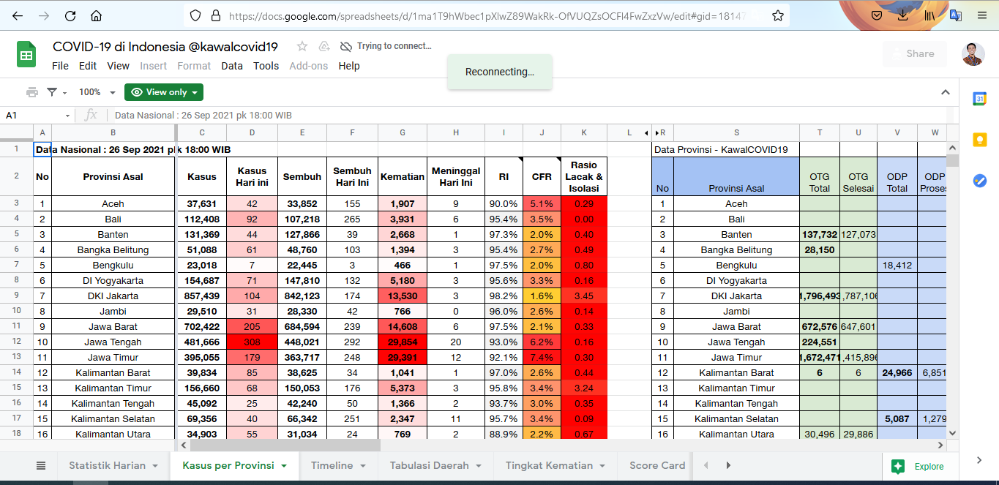 https://docs.google.com/spreadsheets/d/1ma1T9hWbec1pXlwZ89WakRk-OfVUQZsOCFl4FwZxzVw/edit#gid=18147
COVID-19 di Indonesia @kawalcovid19 Trying to connect…
Share
File Edit View Insert Format Data Tools Add-ons Help
Reconnecting…
100% View only
A1 fx Data Nasional : 26 Sep 2021 pk 18:00 WIB
31
A B C D E F G H I J K L R S T U V W
1 Data Nasional : 26 Sep 2021 pk 18:00 WIB Data Provinsi - KawalCOVID19
2 No Provinsi Asal Kasus Kasus Hari ini Sembuh Sembuh Hari Ini Kematian Meninggal Hari Ini RI CFR Rasio Lacak & Isolasi No Provinsi Asal OTG Total OTG Selesai ODP Total ODP Proses
3 1 Aceh 37,631 42 33,852 155 1,907 9 90.0% 5.1% 0.29 1 Aceh
4 2 Bali 112,408 92 107,218 265 3,931 6 95.4% 3.5% 0.00 2 Bali
5 3 Banten 131,369 44 127,866 39 2,668 1 97.3% 2.0% 0.40 3 Banten 137,732 127,073
6 4 Bangka Belitung 51,088 61 48,760 103 1,394 3 95.4% 2.7% 0.49 4 Bangka Belitung 28,150
7 5 Bengkulu 23,018 7 22,445 3 466 1 97.5% 2.0% 0.80 5 Bengkulu 18,412
8 6 DI Yogyakarta 154,687 71 147,810 132 5,180 3 95.6% 3.3% 0.16 6 DI Yogyakarta
9 7 DKI Jakarta 857,439 104 842,123 174 13,530 3 98.2% 1.6% 3.45 7 DKI Jakarta 1,796,493 ,787,106
10 8 Jambi 29,510 31 28,330 42 766 0 96.0% 2.6% 0.14 8 Jambi
11 9 Jawa Barat 702,422 205 684,594 239 14,608 6 97.5% 2.1% 0.33 9 Jawa Barat 672,576 647,601
12 10 Jawa Tengah 481,666 308 448,021 292 29,854 20 93.0% 6.2% 0.16 10 Jawa Tengah 224,551
13 11 Jawa Timur 395,055 179 363,717 248 29,391 12 92.1% 7.4% 0.30 11 Jawa Timur 1,672,471 ,415,896
14 12 Kalimantan Barat 39,834 85 38,625 34 1,041 1 97.0% 2.6% 0.44 12 Kalimantan Barat 6 6 24,966 6,851
15 13 Kalimantan Timur 156,660 68 150,053 176 5,373 3 95.8% 3.4% 3.24 13 Kalimantan Timur
16 14 Kalimantan Tengah 45,092 25 42,240 50 1,366 2 93.7% 3.0% 0.35 14 Kalimantan Tengah
17 15 Kalimantan Selatan 69,356 40 66,342 251 2,347 11 95.7% 3.4% 0.09 15 Kalimantan Selatan 5,087 1,279
18 16 Kalimantan Utara 34,903 55 31,034 24 769 2 88.9% 2.2% 0.67 16 Kalimantan Utara 30,496 29,886
Statistik Harian Kasus per Provinsi Timeline Tabulasi Daerah Tingkat Kematian Score Card Explore